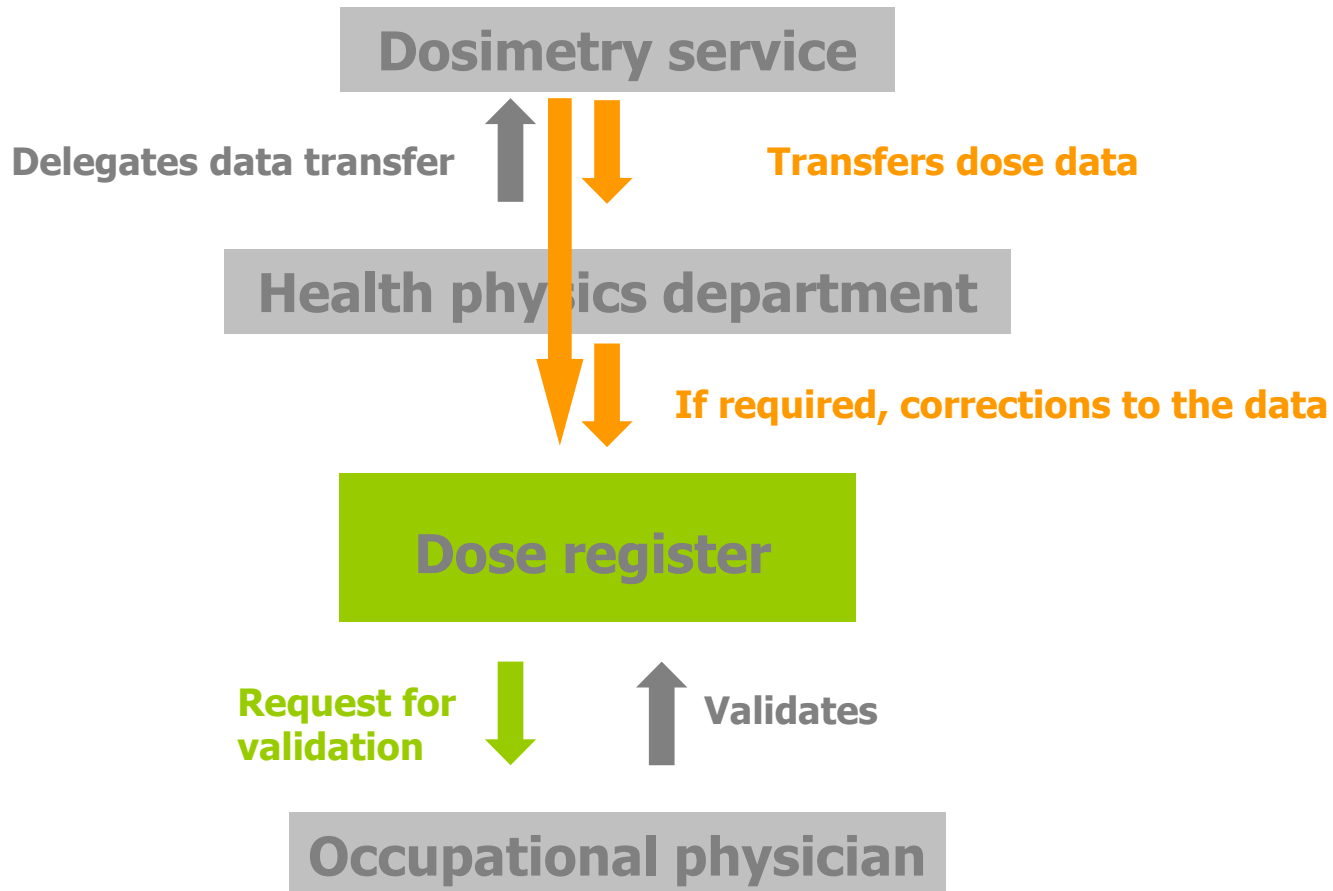 Dosimetry service
Delegates data transfer
Transfers dose data
Health physics department
If required, corrections to the data
Dose register
Request for
validation
Validates
Occupational physician